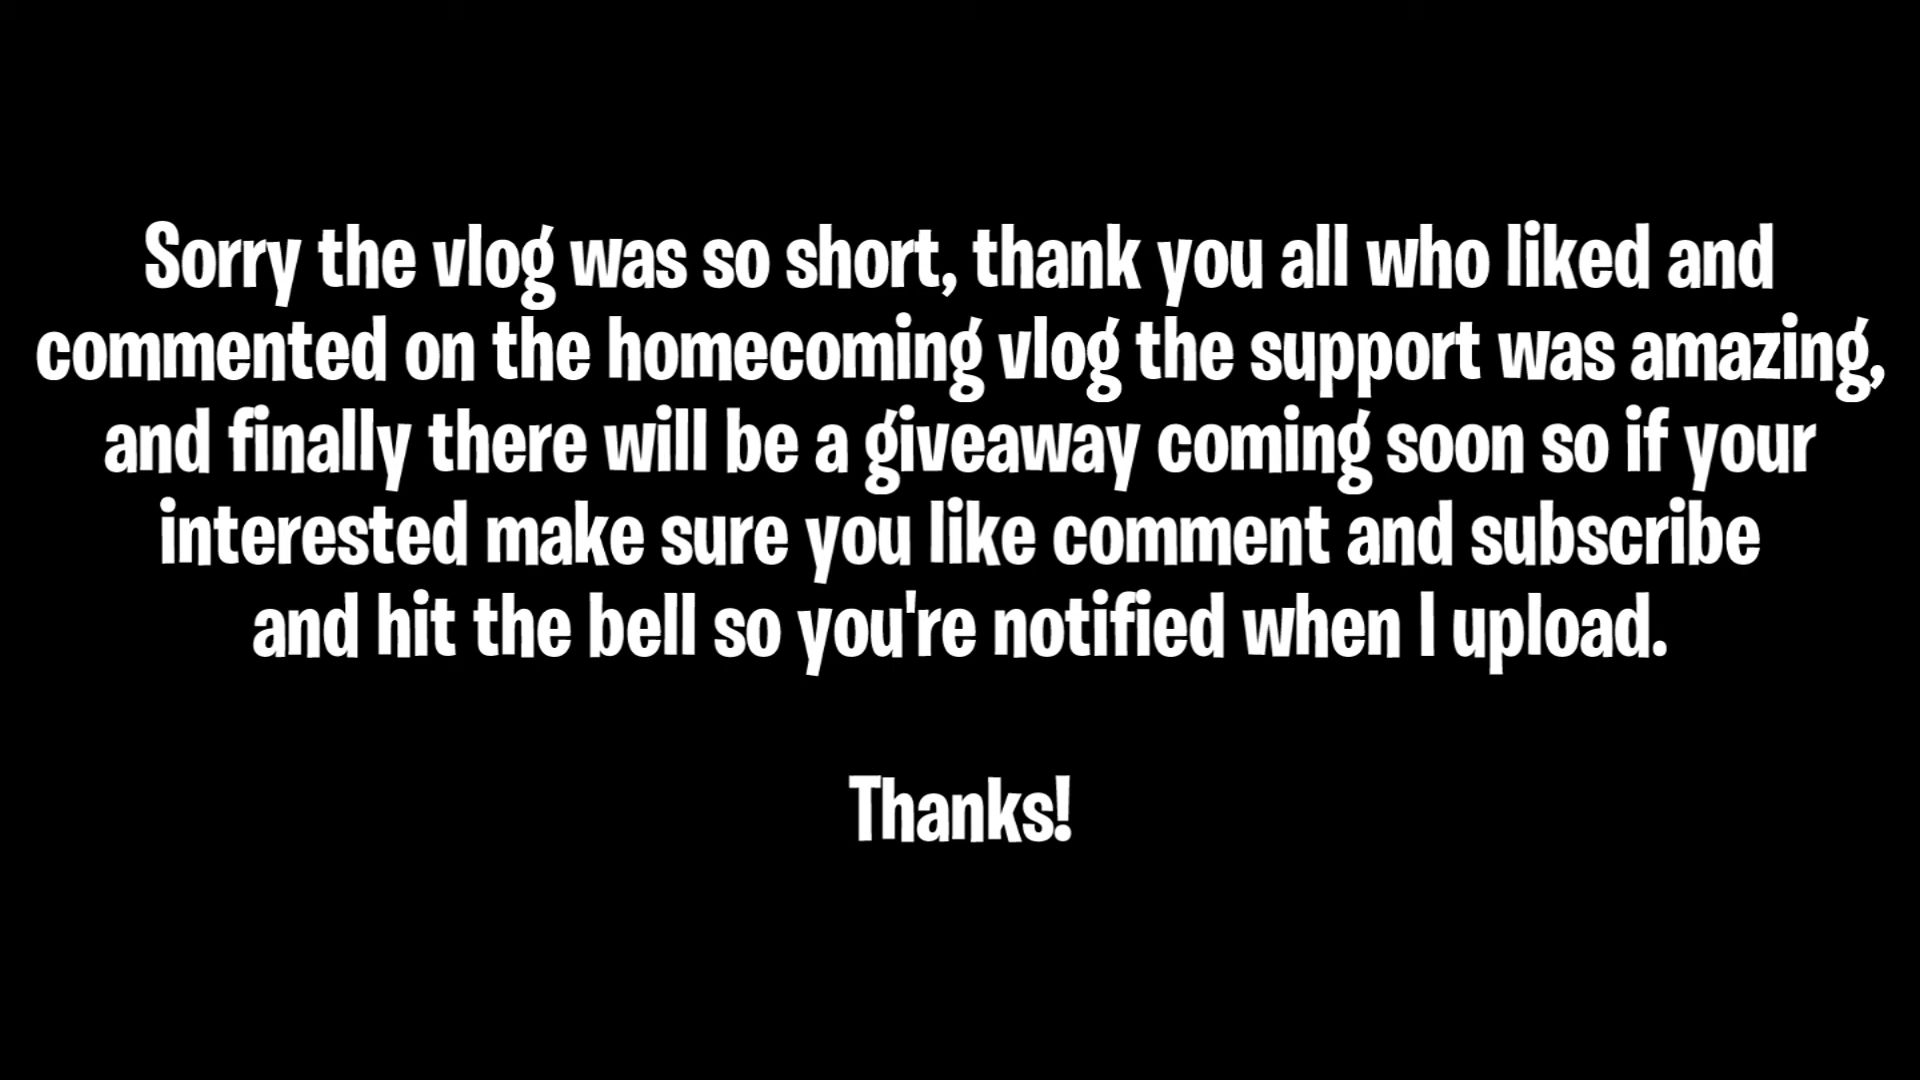 Sorry the vlog was so short, thank you all who liked and
commented on the homecoming vlog the support was amazing,
and finally there will be a giveaway coming soon so if your
interested make sure you like comment and subscribe
and hit the bell so you're notified when I upload.
Thanks!